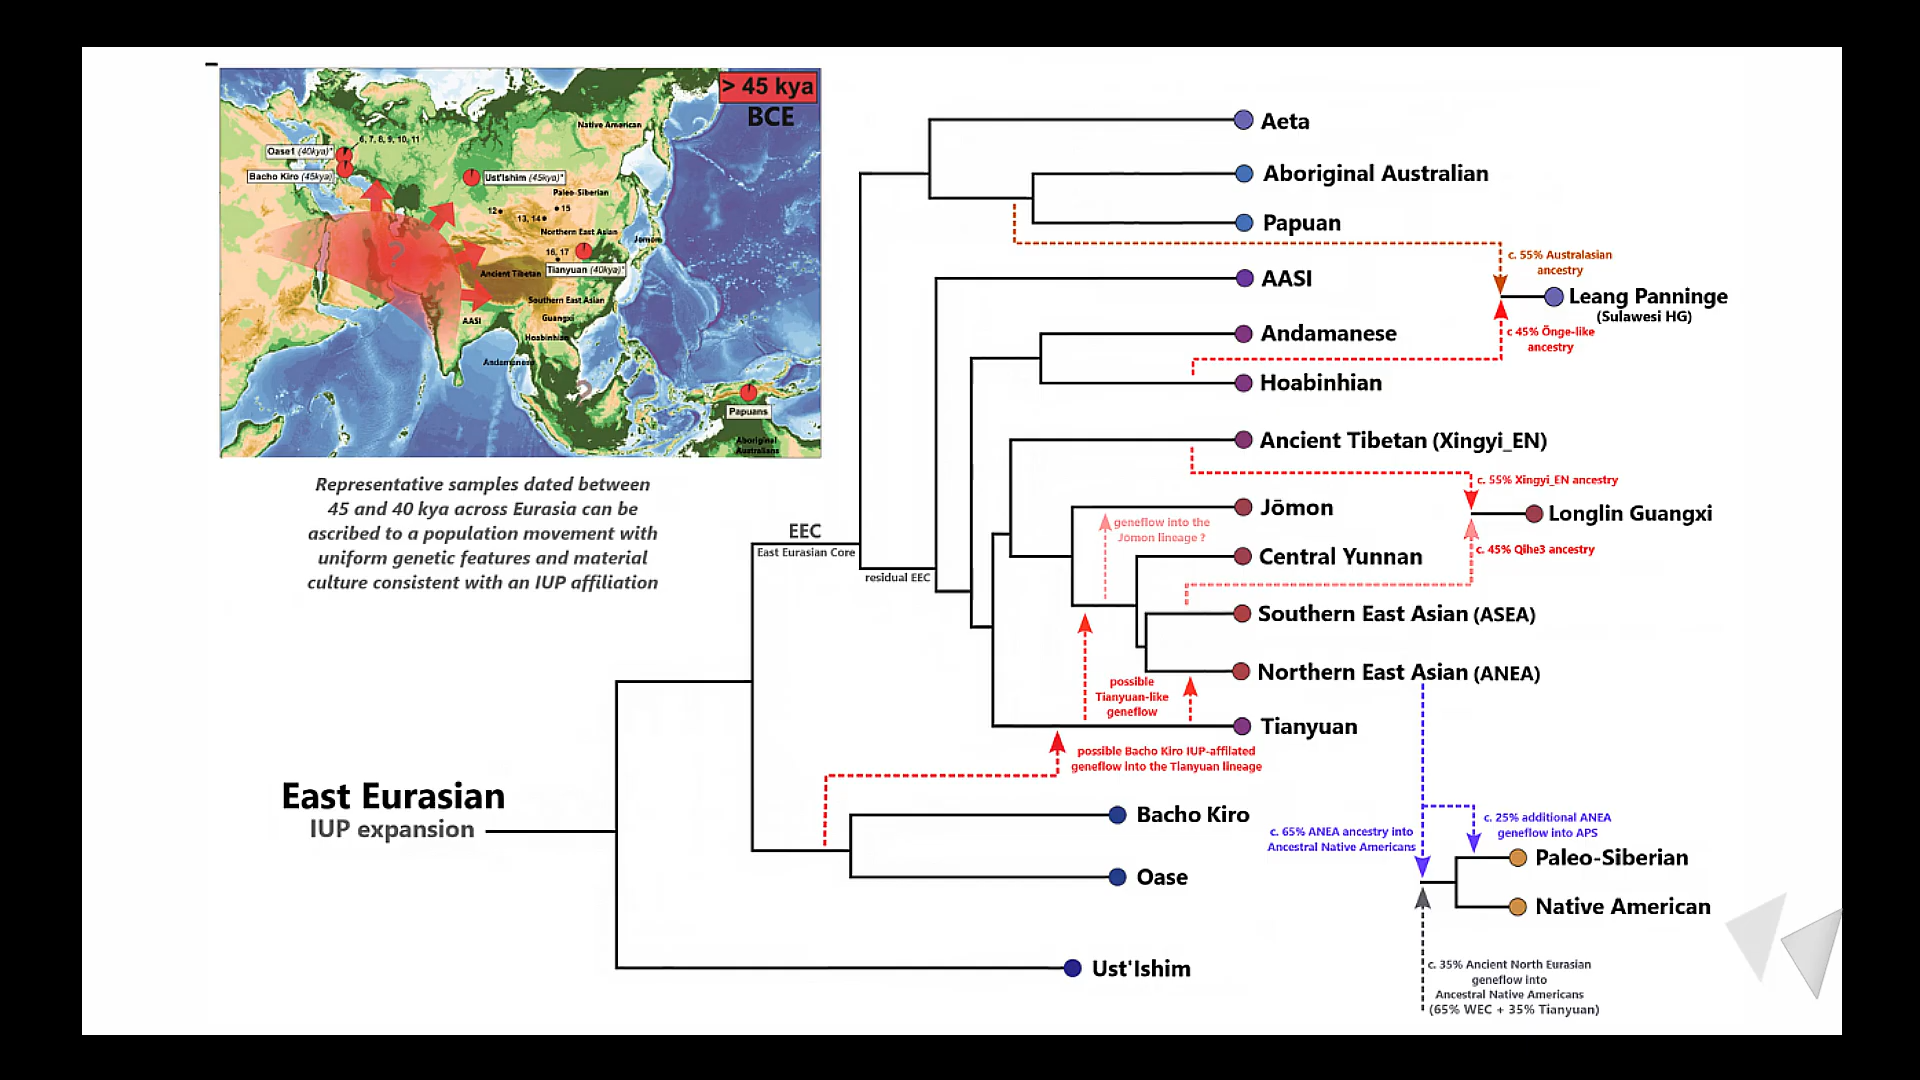 > 45 kya
BCE
Native American
6, 7, 8, 9, 10, 11
Oase1 (40kya)*
Bacho Kiro (45kya)
Ust'Ishim (45kya)*
Paleo-Siberian
12
15
13, 14
Northern East Asian
Jomon
16, 17
?
Ancient Tibetan
Tianyuan (40kya)*
Southern East Asian
AASI
Guangxi
Hoabinhian
Andamanese
?
Papuans
Aboriginal
Australians
Representative samples dated between
45 and 40 kya across Eurasia can be
ascribed to a population movement with
uniform genetic features and material
culture consistent with an IUP affiliation
East Eurasian
IUP expansion
EEC
East Eurasian Core
residual EEC
Aeta
Aboriginal Australian
Papuan
c. 55% Australasian
ancestry
AASI
Leang Panninge
(Sulawesi HG)
Andamanese
c 45% Önge-like
ancestry
Hoabinhian
Ancient Tibetan (Xingyi_EN)
c. 55% Xingyi_EN ancestry
Jōmon
Longlin Guangxi
geneflow into the
Jōmon lineage ?
c. 45% Qihe3 ancestry
Central Yunnan
Southern East Asian (ASEA)
Northern East Asian (ANEA)
possible
Tianyuan-like
geneflow
Tianyuan
possible Bacho Kiro IUP-affilated
geneflow into the Tianyuan lineage
Bacho Kiro
Oase
Ust'Ishim
c. 65% ANEA ancestry into
Ancestral Native Americans
c. 25% additional ANEA
geneflow into APS
Paleo-Siberian
Native American
c. 35% Ancient North Eurasian
geneflow into
Ancestral Native Americans
(65% WEC + 35% Tianyuan)